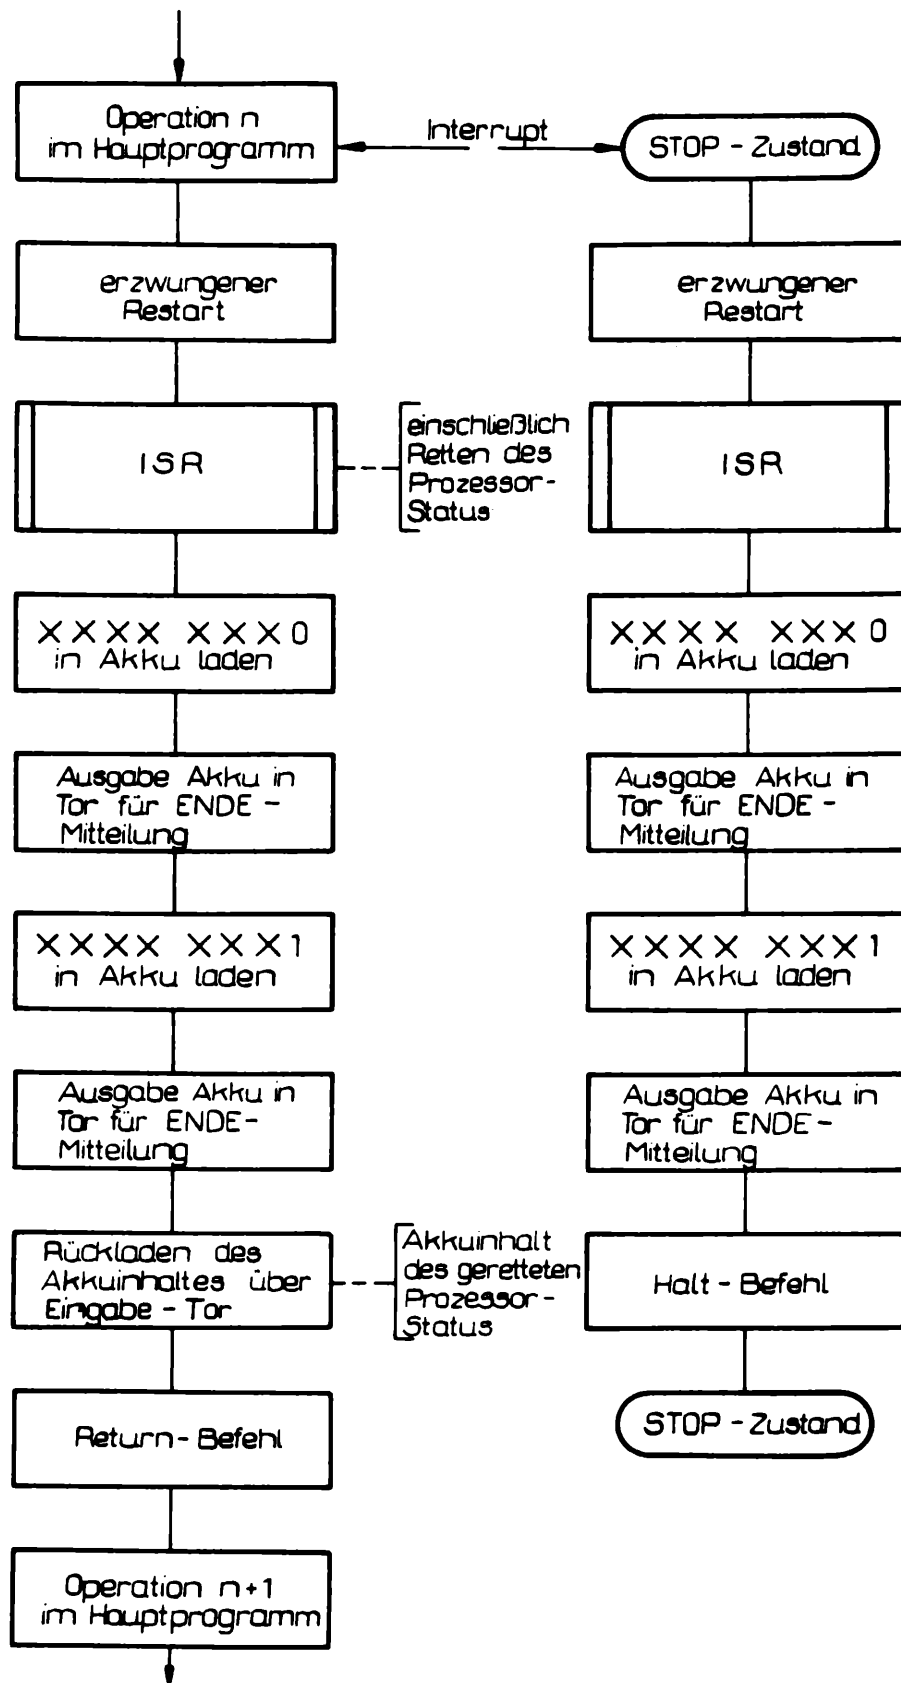 Operation n
im Hauptprogramm
Interrupt
STOP - Zustand
erzwungener
Restart
erzwungener
Restart
ISR
einschließlich
Retten des
Prozessor-
Status
ISR
XXXX XXX0
in Akku laden
XXXX XXX0
in Akku laden
Ausgabe Akku in
Tor für ENDE-
Mitteilung
Ausgabe Akku in
Tor für ENDE-
Mitteilung
XXXX XXX1
in Akku laden
XXXX XXX1
in Akku laden
Ausgabe Akku in
Tor für ENDE-
Mitteilung
Ausgabe Akku in
Tor für ENDE-
Mitteilung
Rückladen des
Akkuinhaltes über
Eingabe - Tor
Akkuinhalt
des geretteten
Prozessor-
Status
Halt - Befehl
Return - Befehl
STOP - Zustand
Operation n+1
im Hauptprogramm